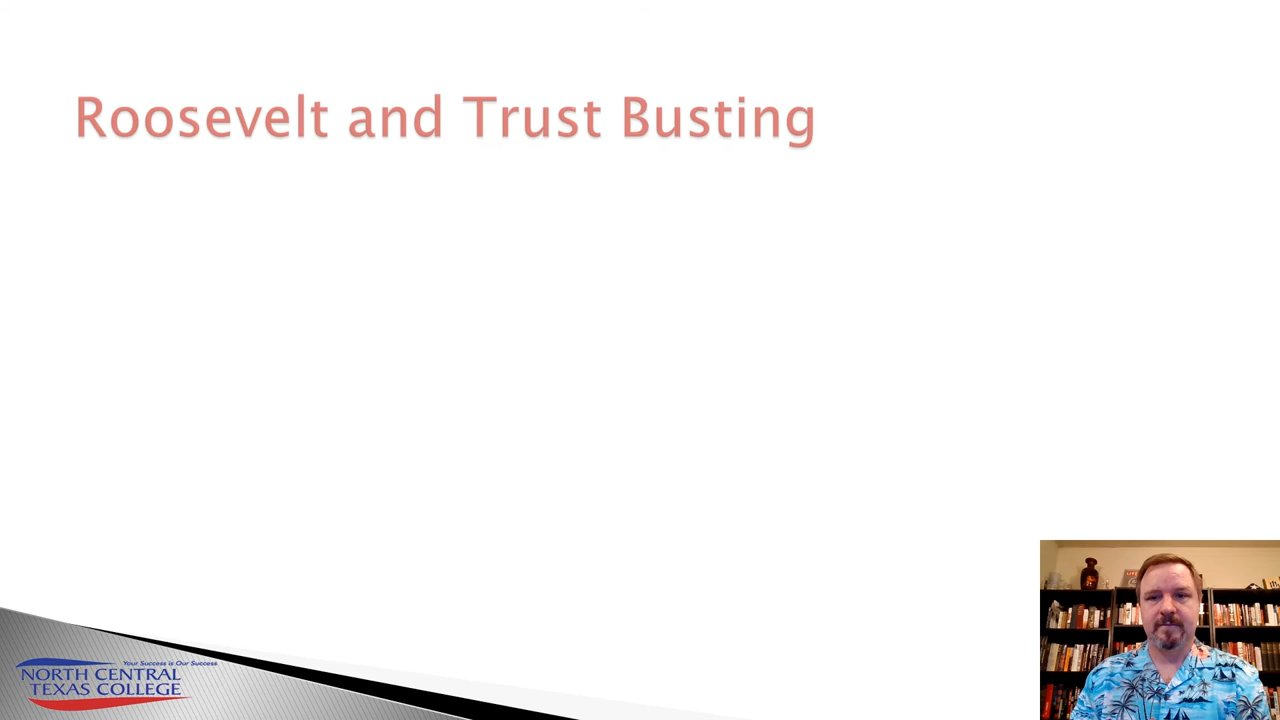 Roosevelt and Trust Busting
Your Success is Our Success
NORTH CENTRAL
TEXAS COLLEGE